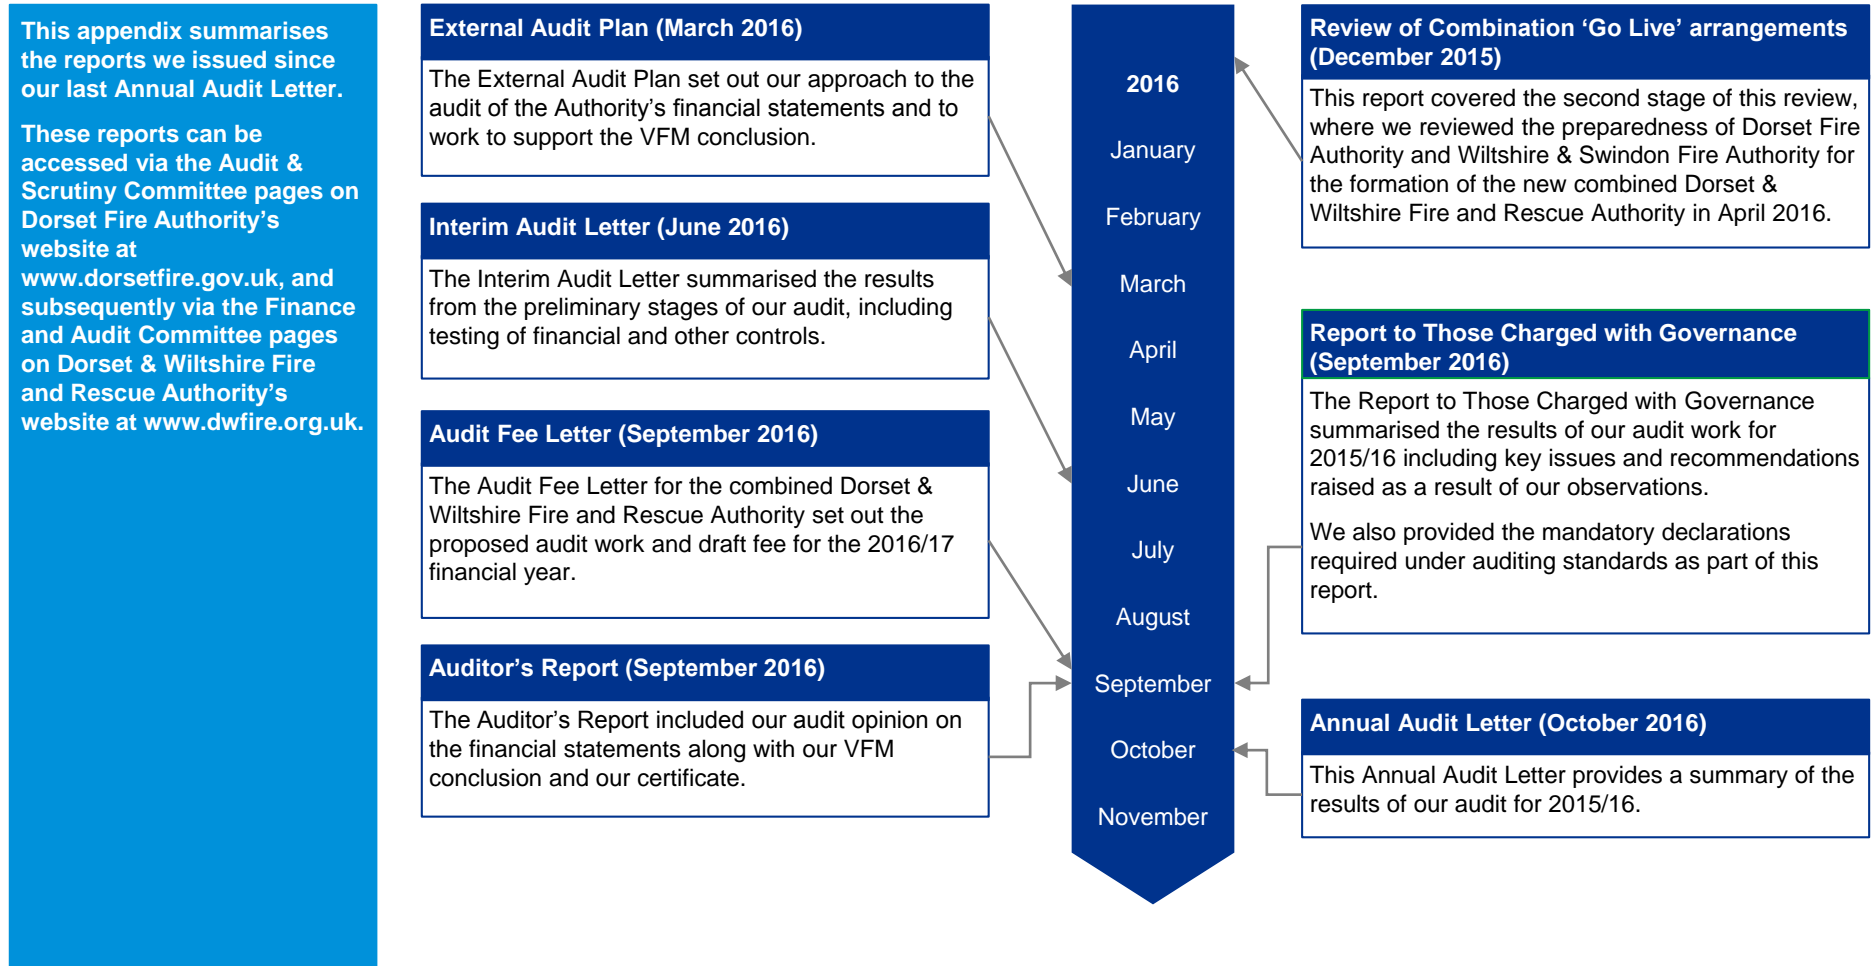 This appendix summarises
the reports we issued since
our last Annual Audit Letter.
These reports can be
accessed via the Audit &
Scrutiny Committee pages on
Dorset Fire Authority’s
website at
www.dorsetfire.gov.uk, and
subsequently via the Finance
and Audit Committee pages
on Dorset & Wiltshire Fire
and Rescue Authority’s
website at www.dwfire.org.uk.
External Audit Plan (March 2016)
The External Audit Plan set out our approach to the
audit of the Authority’s financial statements and to
work to support the VFM conclusion.
Interim Audit Letter (June 2016)
The Interim Audit Letter summarised the results
from the preliminary stages of our audit, including
testing of financial and other controls.
Audit Fee Letter (September 2016)
The Audit Fee Letter for the combined Dorset &
Wiltshire Fire and Rescue Authority set out the
proposed audit work and draft fee for the 2016/17
financial year.
Auditor’s Report (September 2016)
The Auditor’s Report included our audit opinion on
the financial statements along with our VFM
conclusion and our certificate.
2016
January
February
March
April
May
June
July
August
September
October
November
Review of Combination ‘Go Live’ arrangements
(December 2015)
This report covered the second stage of this review,
where we reviewed the preparedness of Dorset Fire
Authority and Wiltshire & Swindon Fire Authority for
the formation of the new combined Dorset &
Wiltshire Fire and Rescue Authority in April 2016.
Report to Those Charged with Governance
(September 2016)
The Report to Those Charged with Governance
summarised the results of our audit work for
2015/16 including key issues and recommendations
raised as a result of our observations.
We also provided the mandatory declarations
required under auditing standards as part of this
report.
Annual Audit Letter (October 2016)
This Annual Audit Letter provides a summary of the
results of our audit for 2015/16.